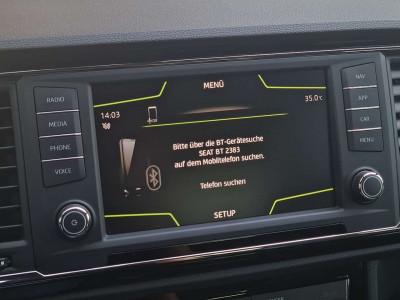 MENÜ
14:03
35.0°C
Bitte über die BT-Gerätesuche
SEAT BT 2383
auf dem Mobiltelefon suchen.
Telefon suchen
SETUP
RADIO
MEDIA
PHONE
VOICE
NAV
APP
CAR
MENU